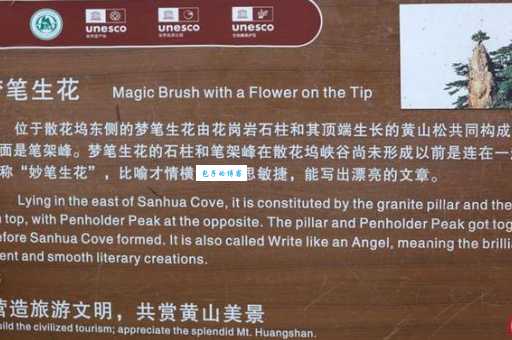 unesco unesco unesco
梦笔生花 Magic Brush with a Flower on the Tip
位于散花坞东侧的梦笔生花由花岗岩石柱和其顶端生长的黄山松共同构成
面是笔架峰。梦笔生花的石柱和笔架峰在散花坞峡谷尚未形成以前是连在一
称“妙笔生花”，比喻才情横 思敏捷，能写出漂亮的文章。
Lying in the east of Sanhua Cove, it is constituted by the granite pillar and the
top, with Penholder Peak at the opposite. The pillar and Penholder Peak got tog
efore Sanhua Cove formed. It is also called Write like an Angel, meaning the brillia
ent and smooth literary creations.
营造旅游文明，共赏黄山美景
uild the civilized tourism; appreciate the splendid Mt. Huangshan.